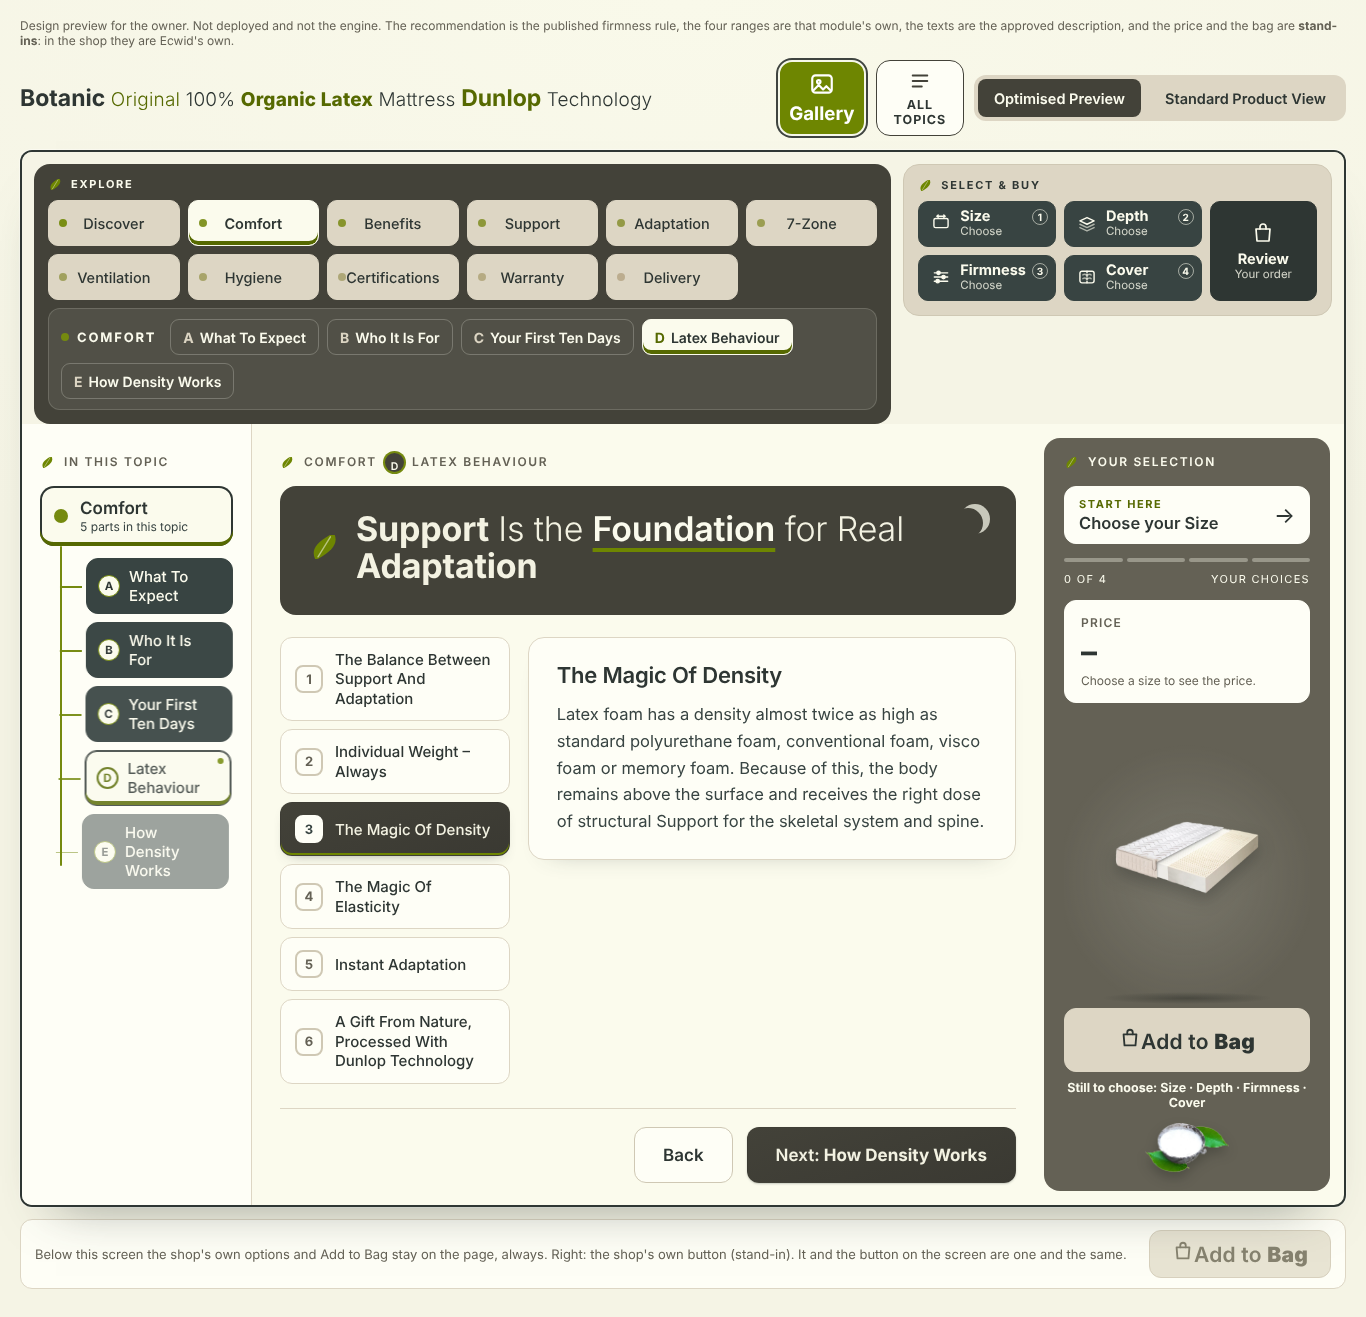 Design preview for the owner. Not deployed and not the engine. The recommendation is the published firmness rule, the four ranges are that module's own, the texts are the approved description, and the price and the bag are stand-
ins: in the shop they are Ecwid's own.
Botanic Original 100% Organic Latex Mattress Dunlop Technology
Gallery
ALL
TOPICS
Optimised Preview
Standard Product View
EXPLORE
Discover
Comfort
Benefits
Support
Adaptation
7-Zone
Ventilation
Hygiene
Certifications
Warranty
Delivery
COMFORT
A What To Expect
B Who It Is For
C Your First Ten Days
D Latex Behaviour
E How Density Works
SELECT & BUY
Size 1
Choose
Depth 2
Choose
Firmness 3
Choose
Cover 4
Choose
Review
Your order
IN THIS TOPIC
Comfort
5 parts in this topic
A What To
Expect
B Who It Is
For
C Your First
Ten Days
D Latex
Behaviour
E How
Density
Works
COMFORT D LATEX BEHAVIOUR
Support Is the Foundation for Real
Adaptation
1 The Balance Between
Support And
Adaptation
2 Individual Weight –
Always
3 The Magic Of Density
4 The Magic Of
Elasticity
5 Instant Adaptation
6 A Gift From Nature,
Processed With
Dunlop Technology
The Magic Of Density
Latex foam has a density almost twice as high as
standard polyurethane foam, conventional foam, visco
foam or memory foam. Because of this, the body
remains above the surface and receives the right dose
of structural Support for the skeletal system and spine.
Back
Next: How Density Works
YOUR SELECTION
START HERE
Choose your Size
0 OF 4
YOUR CHOICES
PRICE
–
Choose a size to see the price.
Add to Bag
Still to choose: Size · Depth · Firmness ·
Cover
Below this screen the shop's own options and Add to Bag stay on the page, always. Right: the shop's own button (stand-in). It and the button on the screen are one and the same.
Add to Bag